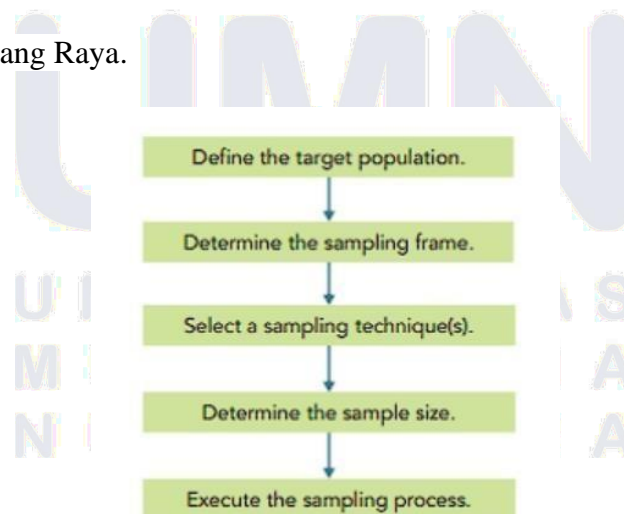 ang Raya.
UMN
Define the target population.
Determine the sampling frame.
Select a sampling technique(s).
Determine the sample size.
Execute the sampling process.